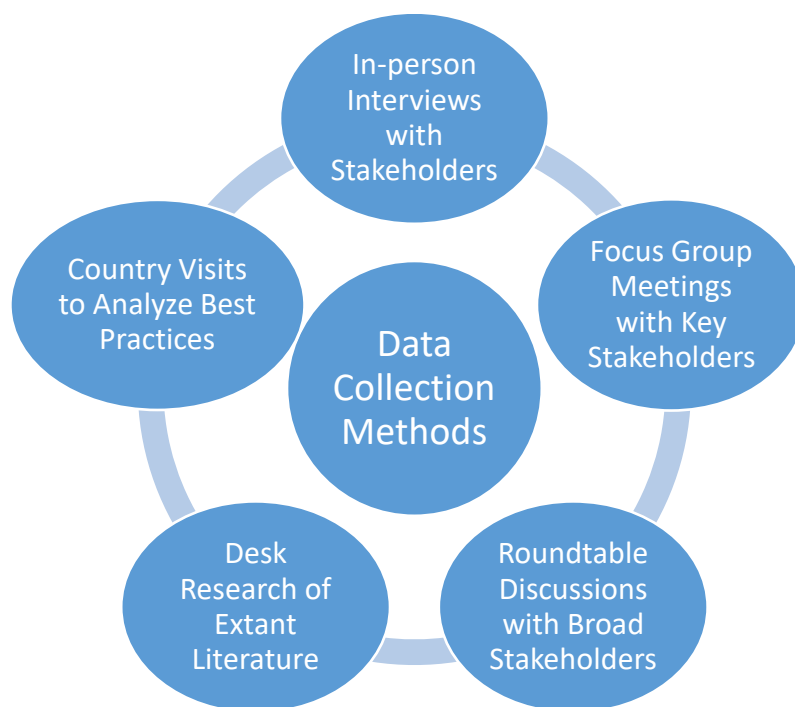 In-person
Interviews
with
Stakeholders
Focus Group
Meetings
with Key
Stakeholders
Roundtable
Discussions
with Broad
Stakeholders
Desk
Research of
Extant
Literature
Country Visits
to Analyze Best
Practices
Data
Collection
Methods